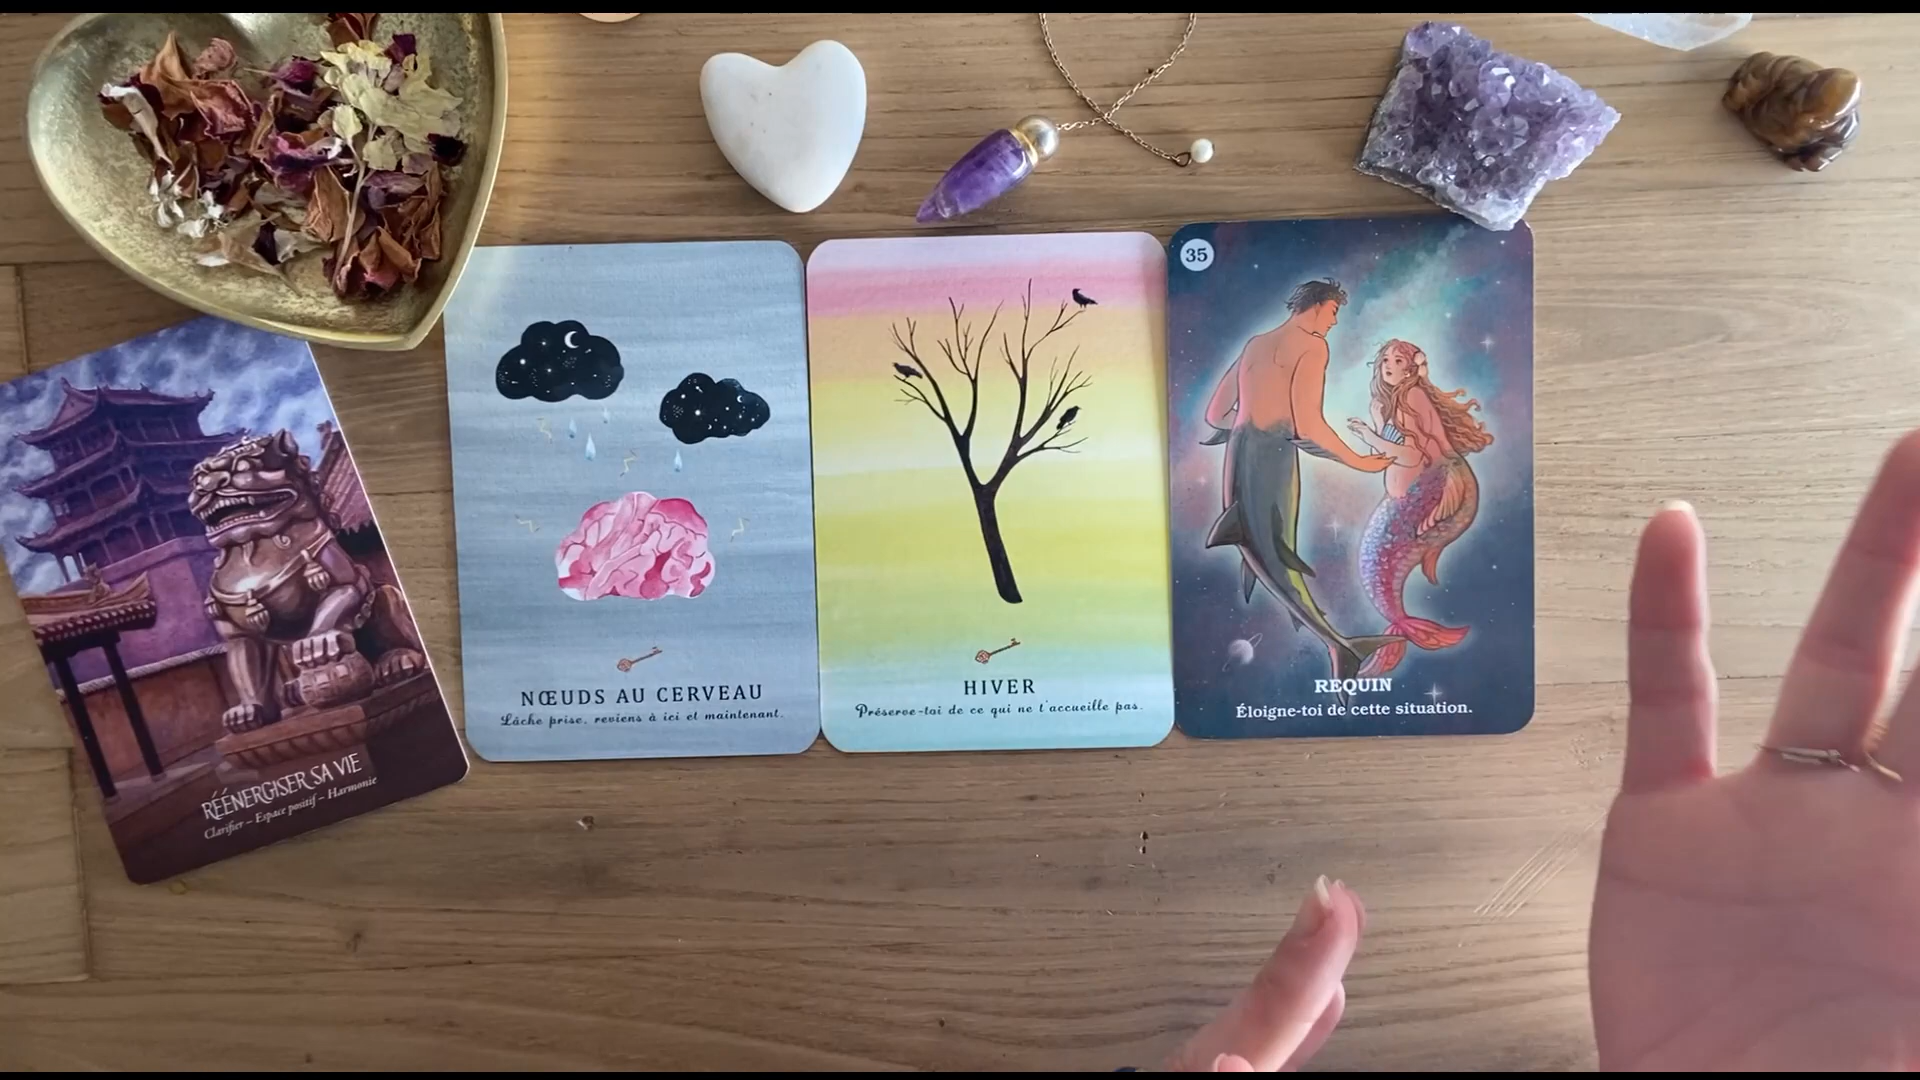 RÉÉNERGISER SA VIE
Clarifier – Espace positif – Harmonie
NŒUDS AU CERVEAU
Lâche prise, reviens à ici et maintenant.
HIVER
Préserve-toi de ce qui ne t'accueille pas.
35
REQUIN
Éloigne-toi de cette situation.